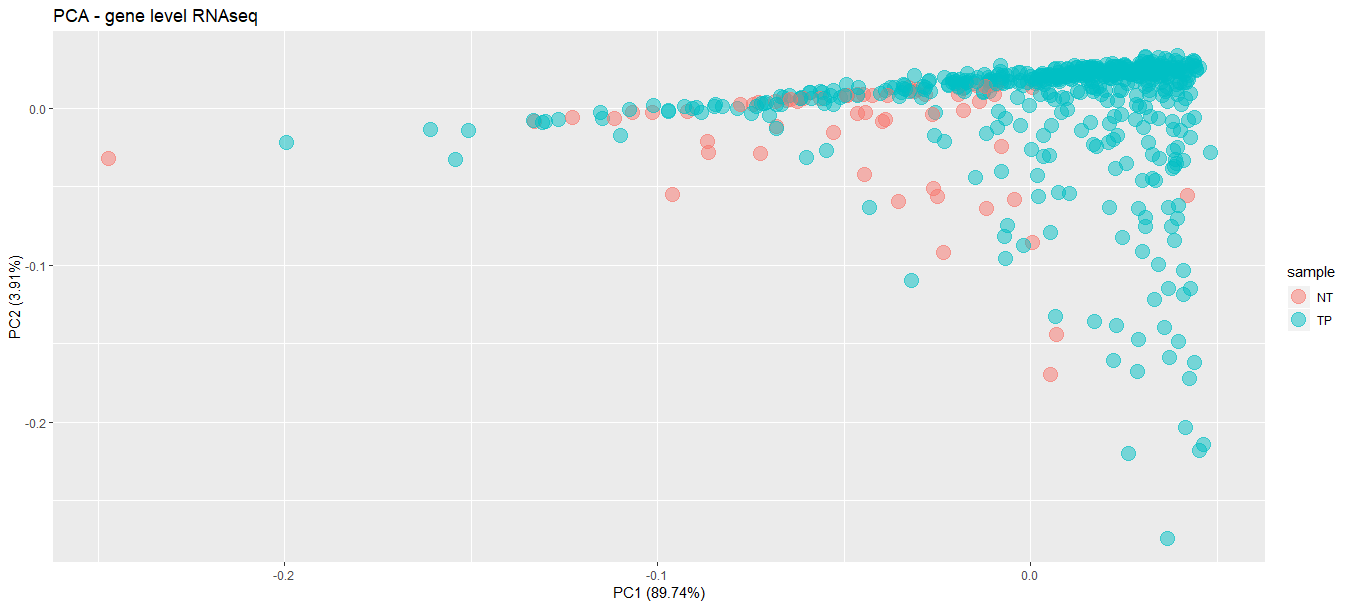 PCA - gene level RNAseq
0.0
-0.1
-0.2
PC2 (3.91%)
-0.2
-0.1
0.0
PC1 (89.74%)
sample
NT
TP